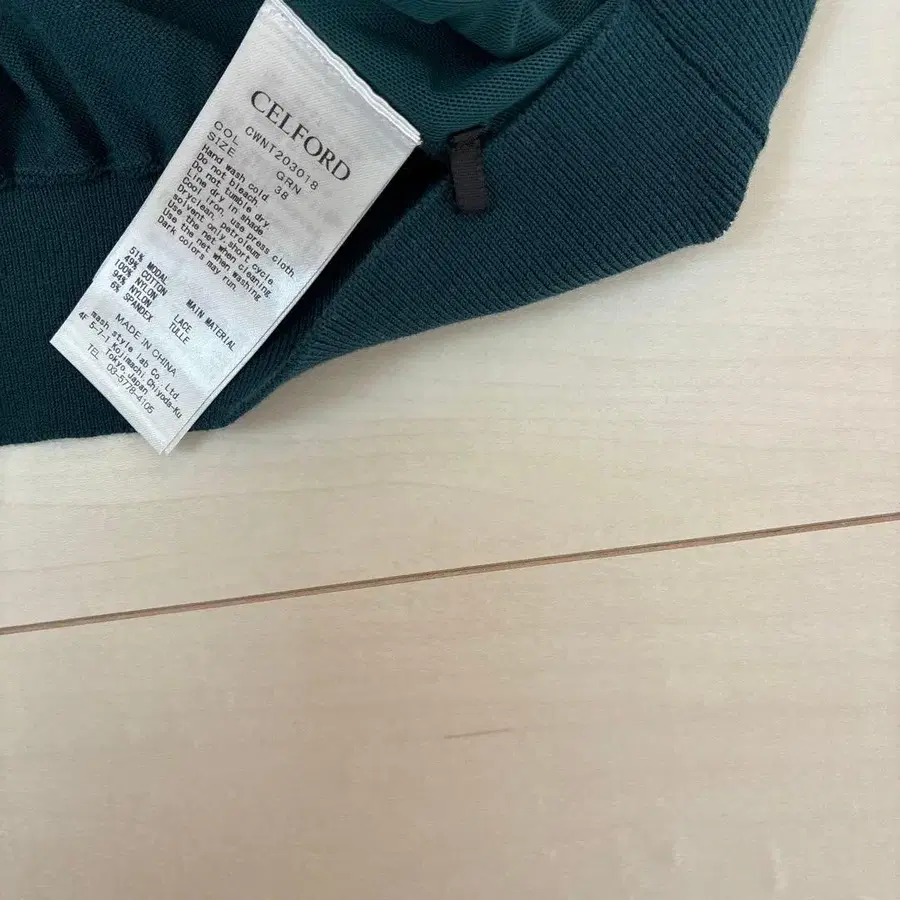 CELFORD
CWNT203018
COL GRN
SIZE 38
Hand wash cold
Do not bleach.
Do not tumble dry
Line dry in shade
Cool iron, use press cloth.
Dryclean, petroleum
solvent only,short cycle.
Use the net when cleaning
Use the net when washing.
Dark colors may run.
51% MODAL MAIN MATERIAL
49% COTTON
100% NYLON LACE
94% NYLON TULLE
6% SPANDEX
MADE IN CHINA
mash style lab Co., Ltd.
4F 5-7-1 Kojimachi Chiyoda-Ku
Tokyo,Japan
TEL 03-5778-4105